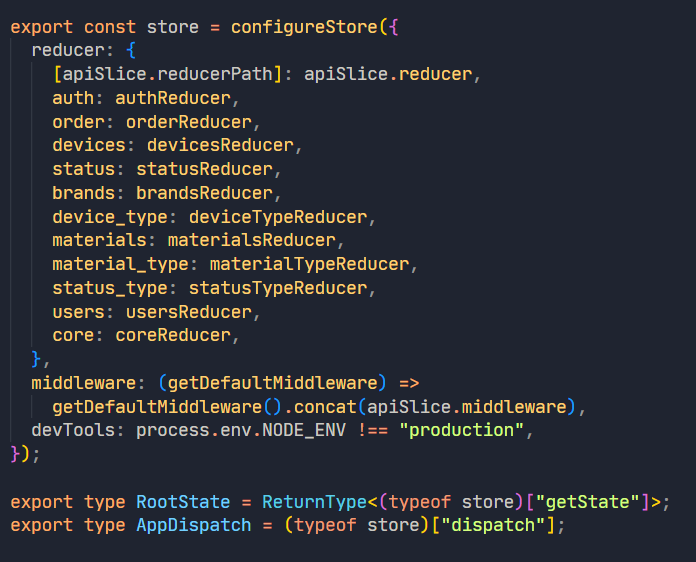 export const store = configureStore({
  reducer: {
    [apiSlice.reducerPath]: apiSlice.reducer,
    auth: authReducer,
    order: orderReducer,
    devices: devicesReducer,
    status: statusReducer,
    brands: brandsReducer,
    device_type: deviceTypeReducer,
    materials: materialsReducer,
    material_type: materialTypeReducer,
    status_type: statusTypeReducer,
    users: usersReducer,
    core: coreReducer,
  },
  middleware: (getDefaultMiddleware) =>
    getDefaultMiddleware().concat(apiSlice.middleware),
  devTools: process.env.NODE_ENV !== "production",
});

export type RootState = ReturnType<(typeof store)["getState"]>;
export type AppDispatch = (typeof store)["dispatch"];